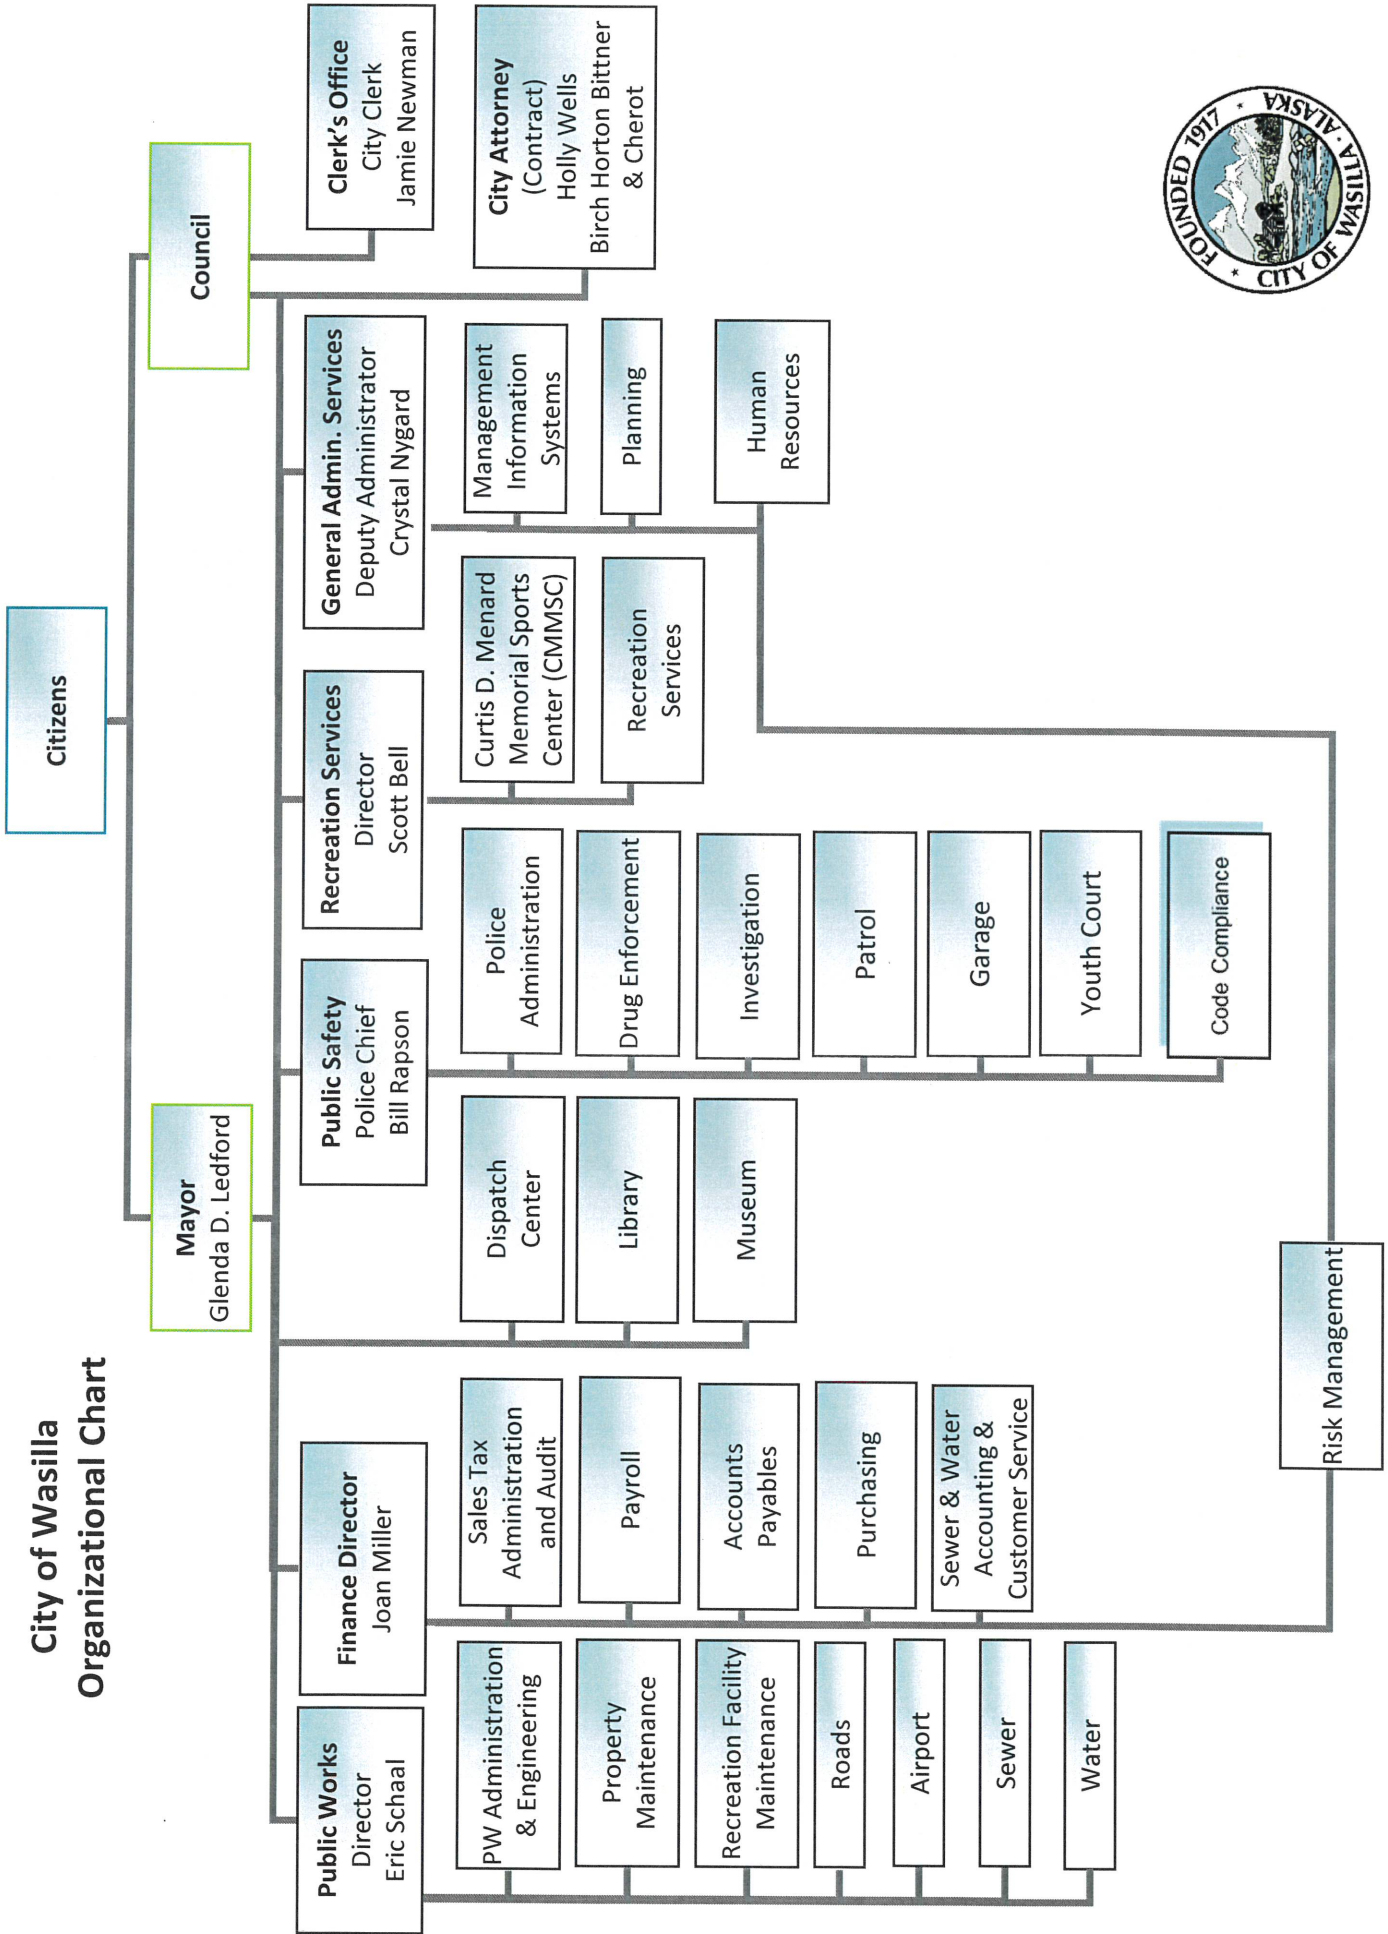 City of Wasilla
Organizational Chart
Citizens
Mayor
Glenda D. Ledford
Council
Public Works
Director
Eric Schaal
Finance Director
Joan Miller
Public Safety
Police Chief
Bill Rapson
Recreation Services
Director
Scott Bell
General Admin. Services
Deputy Administrator
Crystal Nygard
Clerk's Office
City Clerk
Jamie Newman
City Attorney
(Contract)
Holly Wells
Birch Horton Bittner
& Cherot
PW Administration
& Engineering
Property
Maintenance
Recreation Facility
Maintenance
Roads
Airport
Sewer
Water
Sales Tax
Administration
and Audit
Payroll
Accounts
Payables
Purchasing
Sewer & Water
Accounting &
Customer Service
Dispatch
Center
Library
Museum
Police
Administration
Drug Enforcement
Investigation
Patrol
Garage
Youth Court
Code Compliance
Curtis D. Menard
Memorial Sports
Center (CMMSC)
Recreation
Services
Management
Information
Systems
Planning
Human
Resources
Risk Management
FOUNDED 1917
CITY OF WASILLA · ALASKA